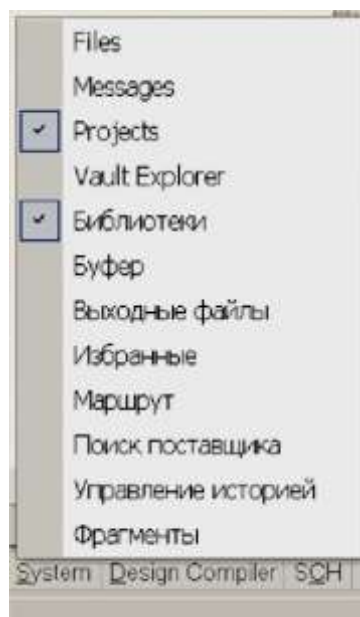 Files
Messages
Projects
Vault Explorer
Библиотеки
Буфер
Выходные файлы
Избранные
Маршрут
Поиск поставщика
Управление историей
Фрагменты
System Design Compiler SCH